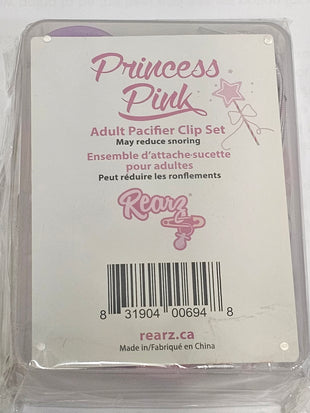 Princess
Pink
Adult Pacifier Clip Set
May reduce snoring
Ensemble d'attache-sucette
pour adultes
Peut réduire les ronflements
Rearz
8 31904 00694 8
rearz.ca
Made in/Fabriqué en China